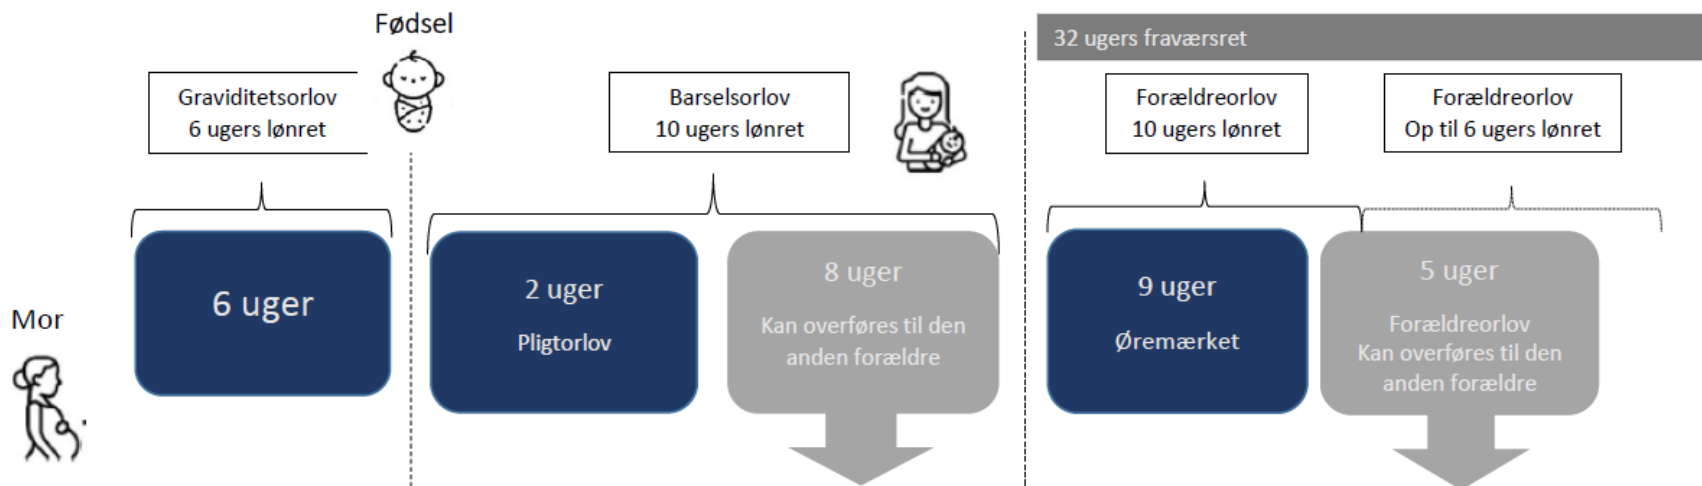 Fødsel
32 ugers fraværsret
Graviditetsorlov
6 ugers lønret
Barselsorlov
10 ugers lønret
Forældreorlov
10 ugers lønret
Forældreorlov
Op til 6 ugers lønret
Mor
6 uger
2 uger
Pligtorlov
8 uger
Kan overføres til den
anden forældre
9 uger
Øremærket
5 uger
Forældreorlov
Kan overføres til den
anden forældre